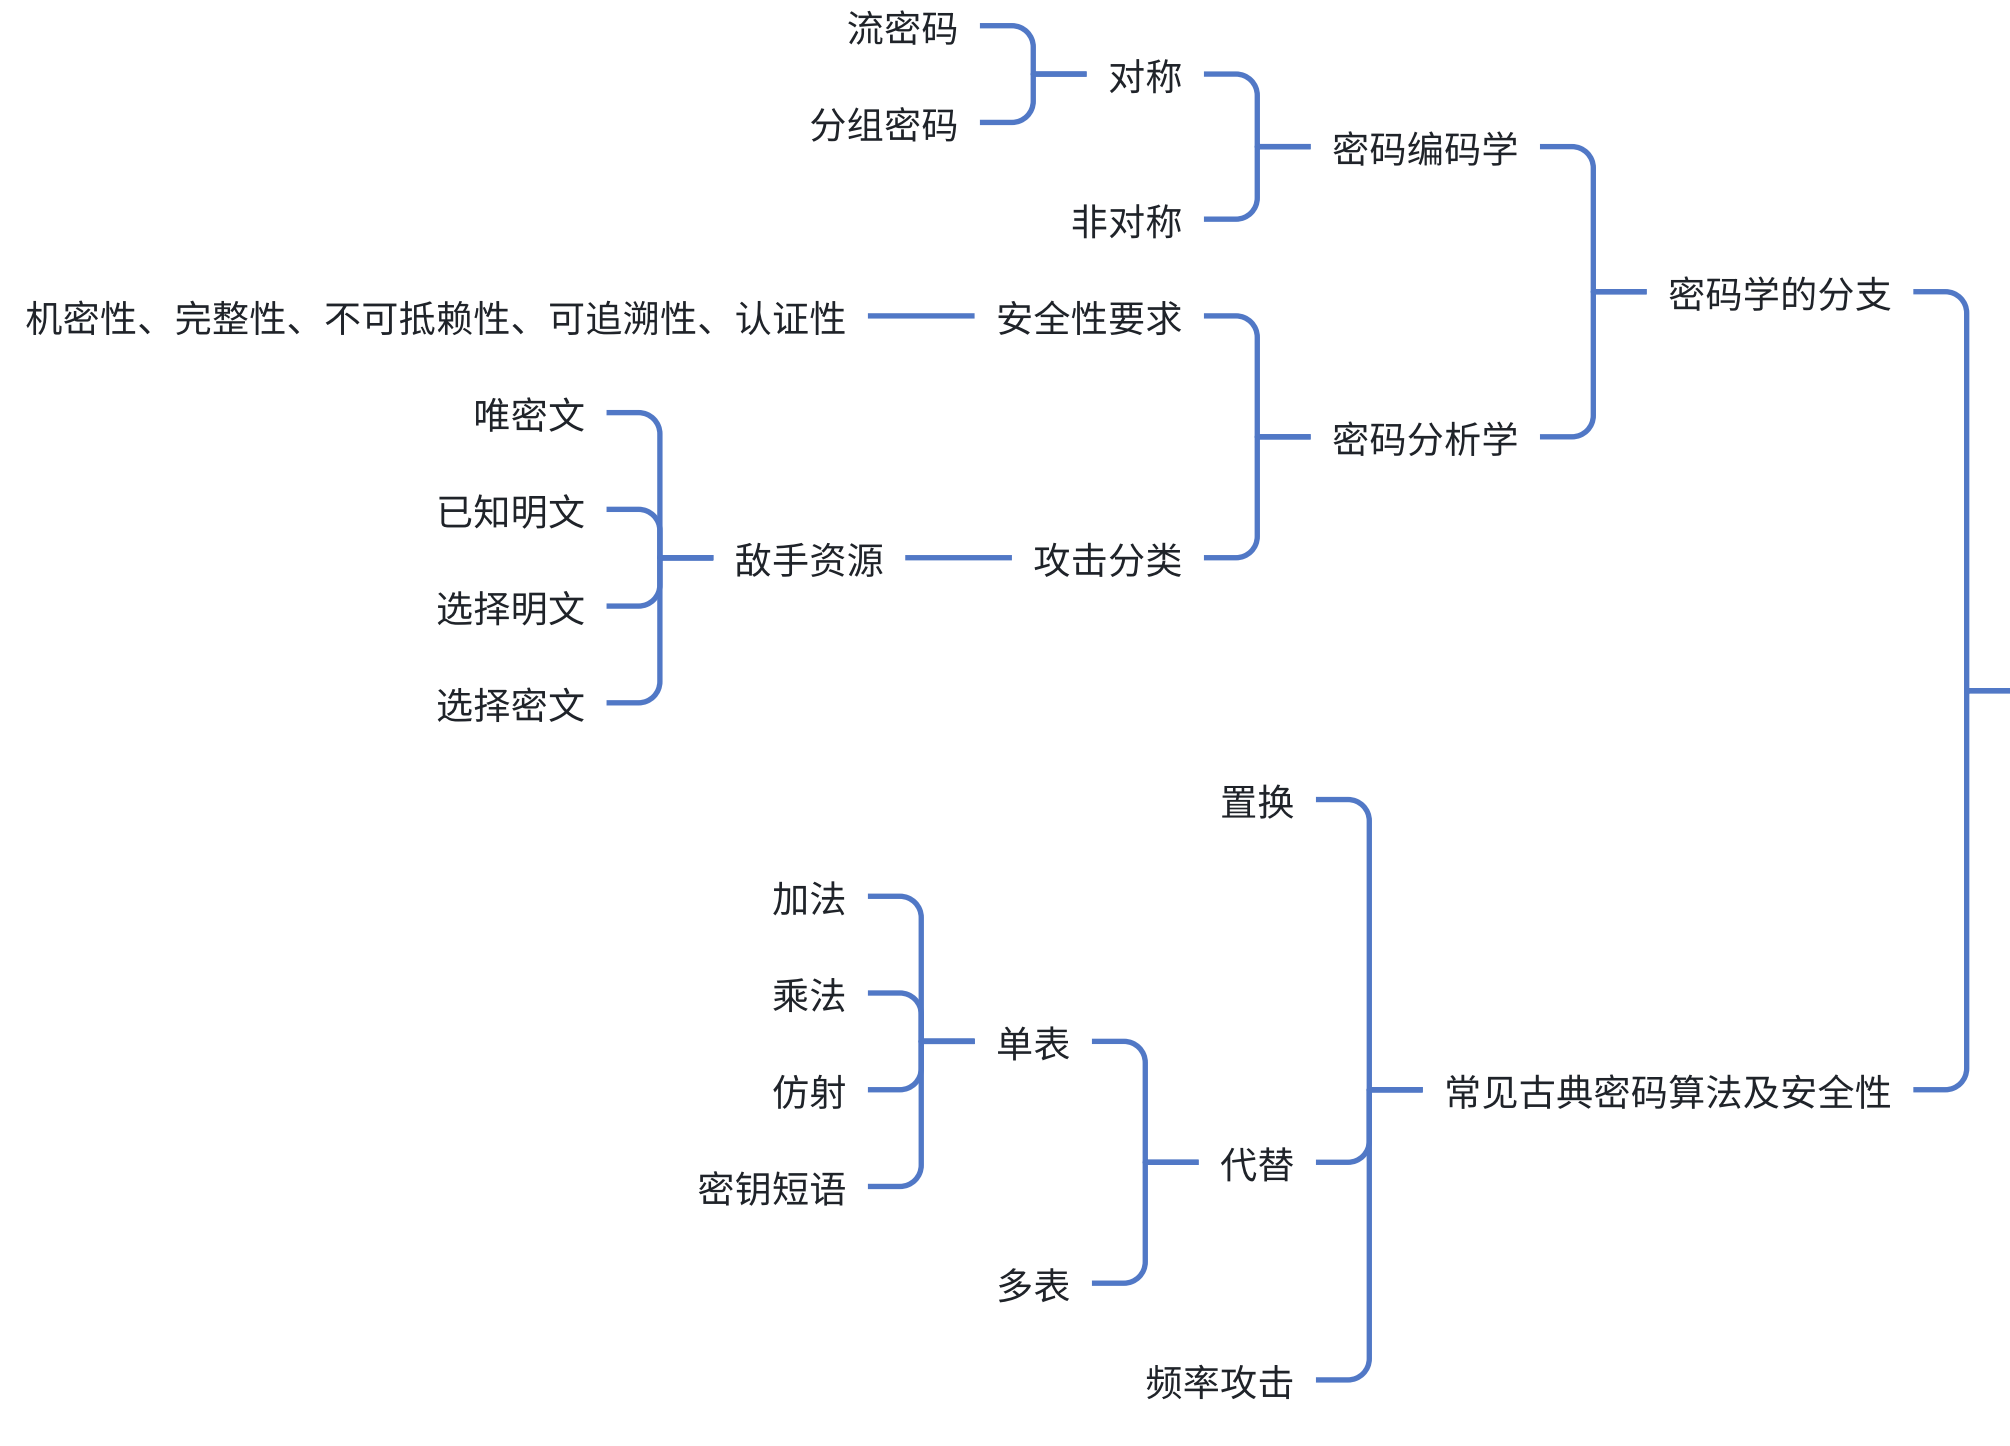 流密码
对称
分组密码
密码编码学
非对称
密码学的分支
机密性、完整性、不可抵赖性、可追溯性、认证性
安全性要求
唯密文
密码分析学
已知明文
敌手资源
攻击分类
选择明文
选择密文
置换
加法
乘法
单表
仿射
常见古典密码算法及安全性
代替
密钥短语
多表
频率攻击